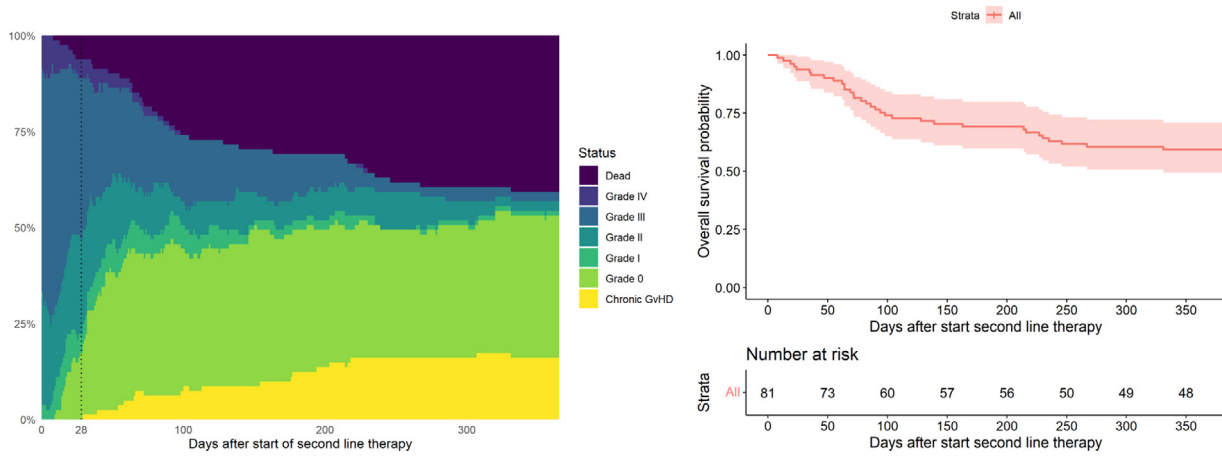 100%
75%
50%
25%
0%
0 28 100 200 300
Days after start of second line therapy
Status
Dead
Grade IV
Grade III
Grade II
Grade I
Grade 0
Chronic GvHD
Strata All
Overall survival probability
1.00
0.75
0.50
0.25
0.00
0 50 100 150 200 250 300 350
Days after start second line therapy
Number at risk
Strata
All 81 73 60 57 56 50 49 48
0 50 100 150 200 250 300 350
Days after start second line therapy